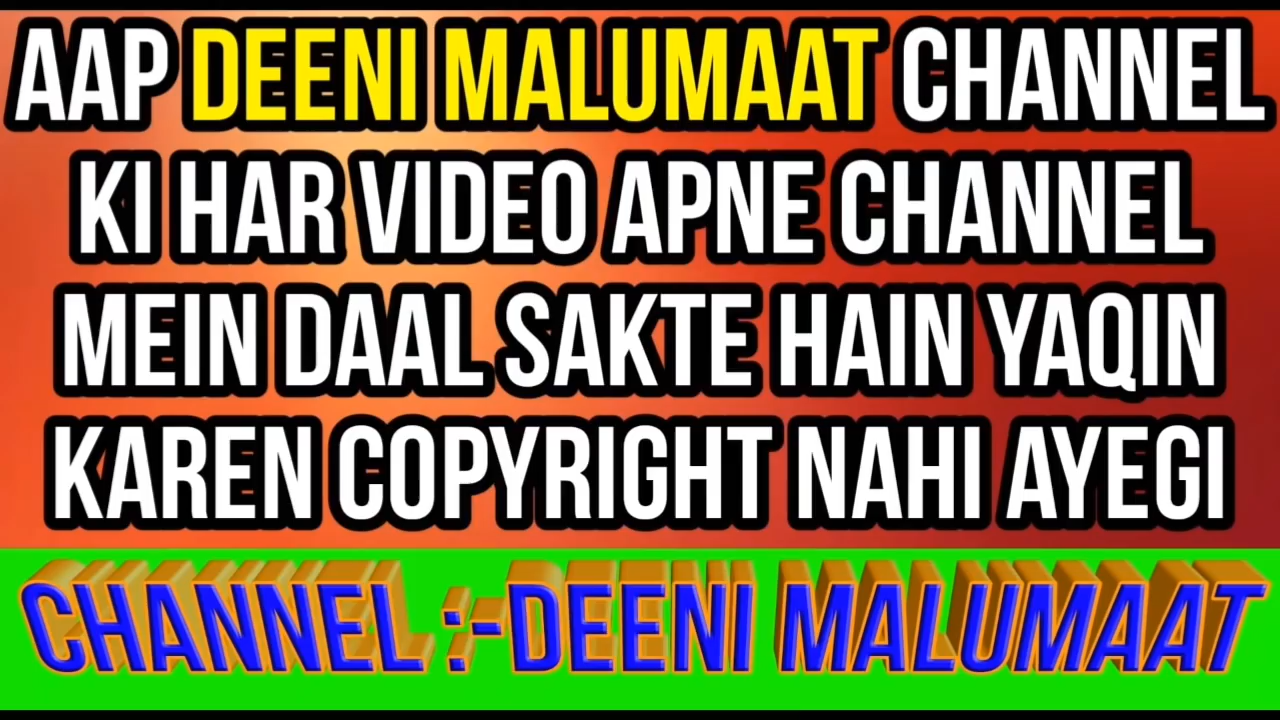 AAP DEENI MALUMAAT CHANNEL
KI HAR VIDEO APNE CHANNEL
MEIN DAAL SAKTE HAIN YAQIN
KAREN COPYRIGHT NAHI AYEGI
CHANNEL :-DEENI MALUMAAT